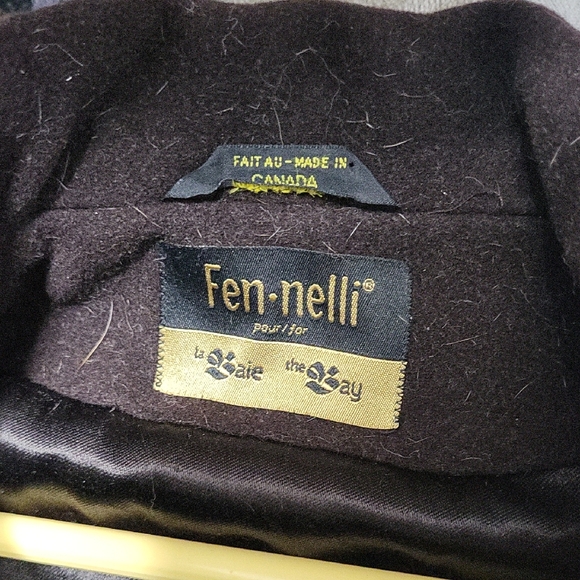 FAIT AU-MADE IN
CANADA
Fen·nelli®
pour/for
la Baie the Bay